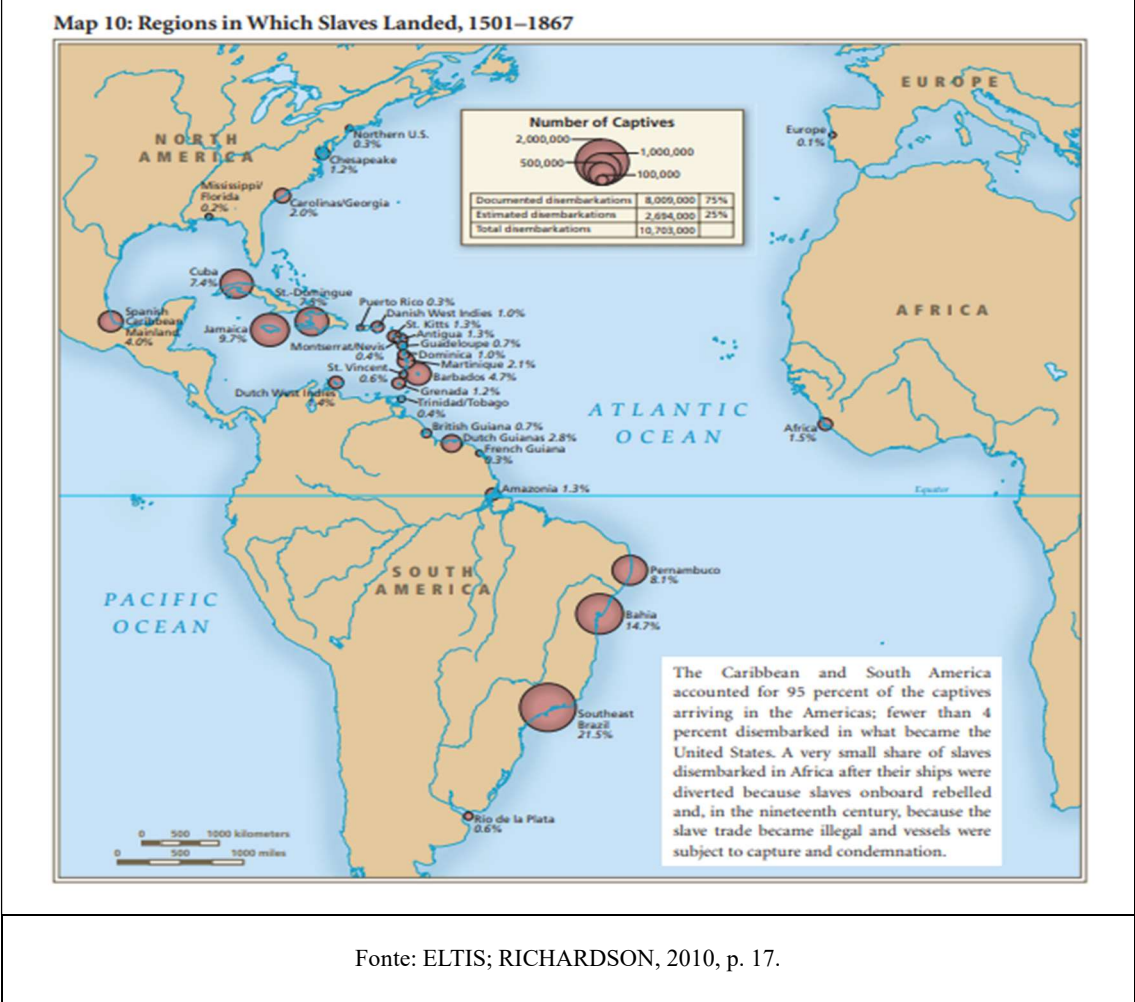 Map 10: Regions in Which Slaves Landed, 1501–1867
EUROPE
NORTH
AMERICA
Northern U.S.
0.3%
Chesapeake
1.2%
Mississippi/
Florida
0.2%
Carolinas/Georgia
2.0%
Number of Captives
2,000,000
1,000,000
500,000
100,000
Documented disembarkations 8,009,000 75%
Estimated disembarkations 2,694,000 25%
Total disembarkations 10,703,000
Europe
0.1%
Cuba
7.4%
St.-Domingue
Spanish
Caribbean
Mainland
4.0%
Jamaica
9.7%
Puerto Rico 0.3%
Danish West Indies 1.0%
St. Kitts 1.3%
Antigua 1.3%
Montserrat/Nevis
0.4%
Guadeloupe 0.7%
Dominica 1.0%
Martinique 2.1%
St. Vincent
0.6%
Barbados 4.7%
Dutch West Indies
Grenada 1.2%
Trinidad/Tobago
0.4%
British Guiana 0.7%
Dutch Guianas 2.8%
French Guiana
0.3%
AFRICA
ATLANTIC
OCEAN
Africa
1.5%
Amazonia 1.3%
Equator
SOUTH
AMERICA
PACIFIC
OCEAN
Pernambuco
8.1%
Bahia
14.7%
Southeast
Brazil
21.5%
Rio de la Plata
0.6%
The Caribbean and South America
accounted for 95 percent of the captives
arriving in the Americas; fewer than 4
percent disembarked in what became the
United States. A very small share of slaves
disembarked in Africa after their ships were
diverted because slaves onboard rebelled
and, in the nineteenth century, because the
slave trade became illegal and vessels were
subject to capture and condemnation.
0 500 1000 kilometers
0 500 1000 miles
Fonte: ELTIS; RICHARDSON, 2010, p. 17.